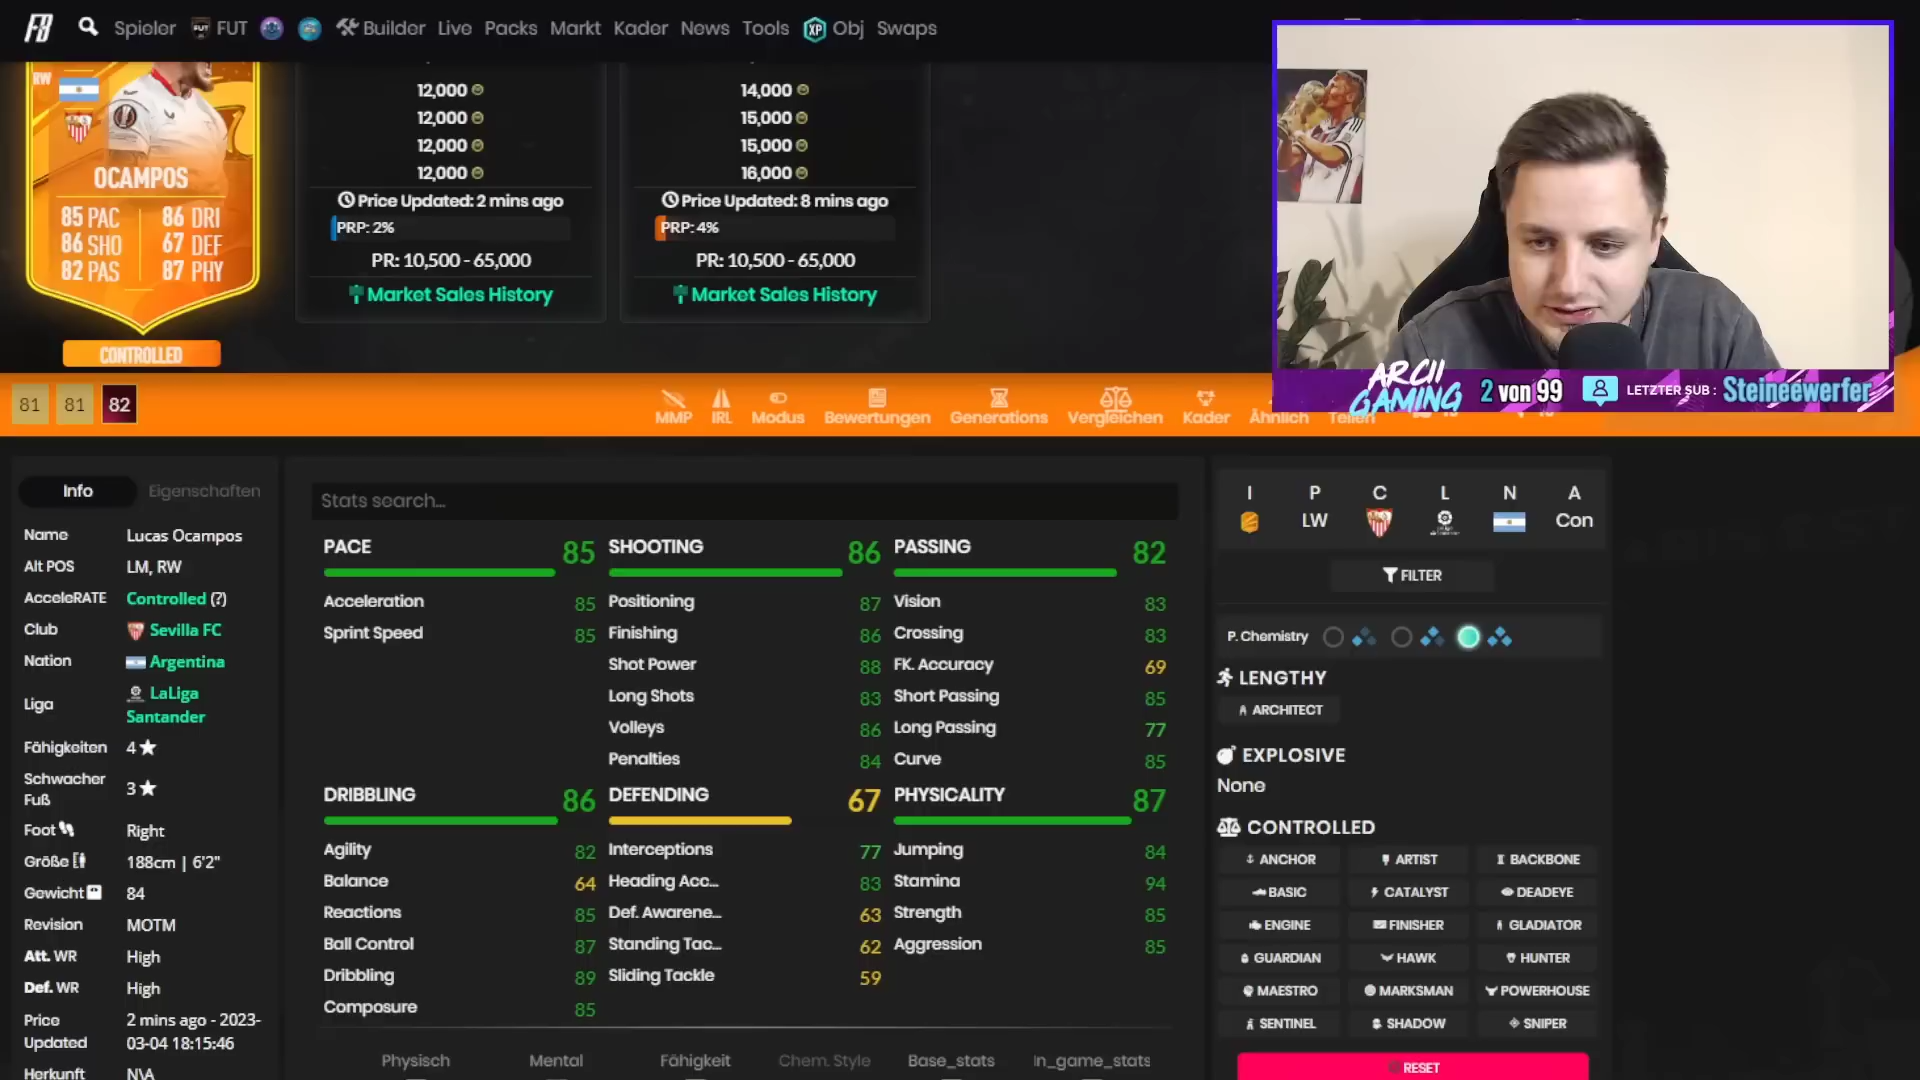 Spieler FUT Builder Live Packs Markt Kader News Tools XP Obj Swaps
RW
OCAMPOS
85 PAC 86 DRI
86 SHO 67 DEF
82 PAS 87 PHY
CONTROLLED
12,000
12,000
12,000
12,000
Price Updated: 2 mins ago
PRP: 2%
PR: 10,500 - 65,000
Market Sales History
14,000
15,000
15,000
16,000
Price Updated: 8 mins ago
PRP: 4%
PR: 10,500 - 65,000
Market Sales History
ARCII
GAMING
2 von 99
LETZTER SUB : Steineewerfer
81 81 82
MMP IRL Modus Bewertungen Generations Vergleichen Kader Ähnlich Teilen
Info Eigenschaften
Name Lucas Ocampos
Alt POS LM, RW
AcceleRATE Controlled (?)
Club Sevilla FC
Nation Argentina
Liga LaLiga
Santander
Fähigkeiten 4
Schwacher
Fuß 3
Foot Right
Größe 188cm | 6'2"
Gewicht 84
Revision MOTM
Att. WR High
Def. WR High
Price
Updated
2 mins ago - 2023-
03-04 18:15:46
Herkunft N\A
Stats search...
PACE 85
Acceleration 85
Sprint Speed 85
SHOOTING 86
Positioning 87
Finishing 86
Shot Power 88
Long Shots 83
Volleys 86
Penalties 84
PASSING 82
Vision 83
Crossing 83
FK. Accuracy 69
Short Passing 85
Long Passing 77
Curve 85
DRIBBLING 86
Agility 82
Balance 64
Reactions 85
Ball Control 87
Dribbling 89
Composure 85
DEFENDING 67
Interceptions 77
Heading Acc... 83
Def. Awarene... 63
Standing Tac... 62
Sliding Tackle 59
PHYSICALITY 87
Jumping 84
Stamina 94
Strength 85
Aggression 85
Physisch Mental Fähigkeit Chem. Style Base_stats In_game_stats
I P C L N A
LW Con
FILTER
P. Chemistry
LENGTHY
ARCHITECT
EXPLOSIVE
None
CONTROLLED
ANCHOR ARTIST BACKBONE
BASIC CATALYST DEADEYE
ENGINE FINISHER GLADIATOR
GUARDIAN HAWK HUNTER
MAESTRO MARKSMAN POWERHOUSE
SENTINEL SHADOW SNIPER
RESET